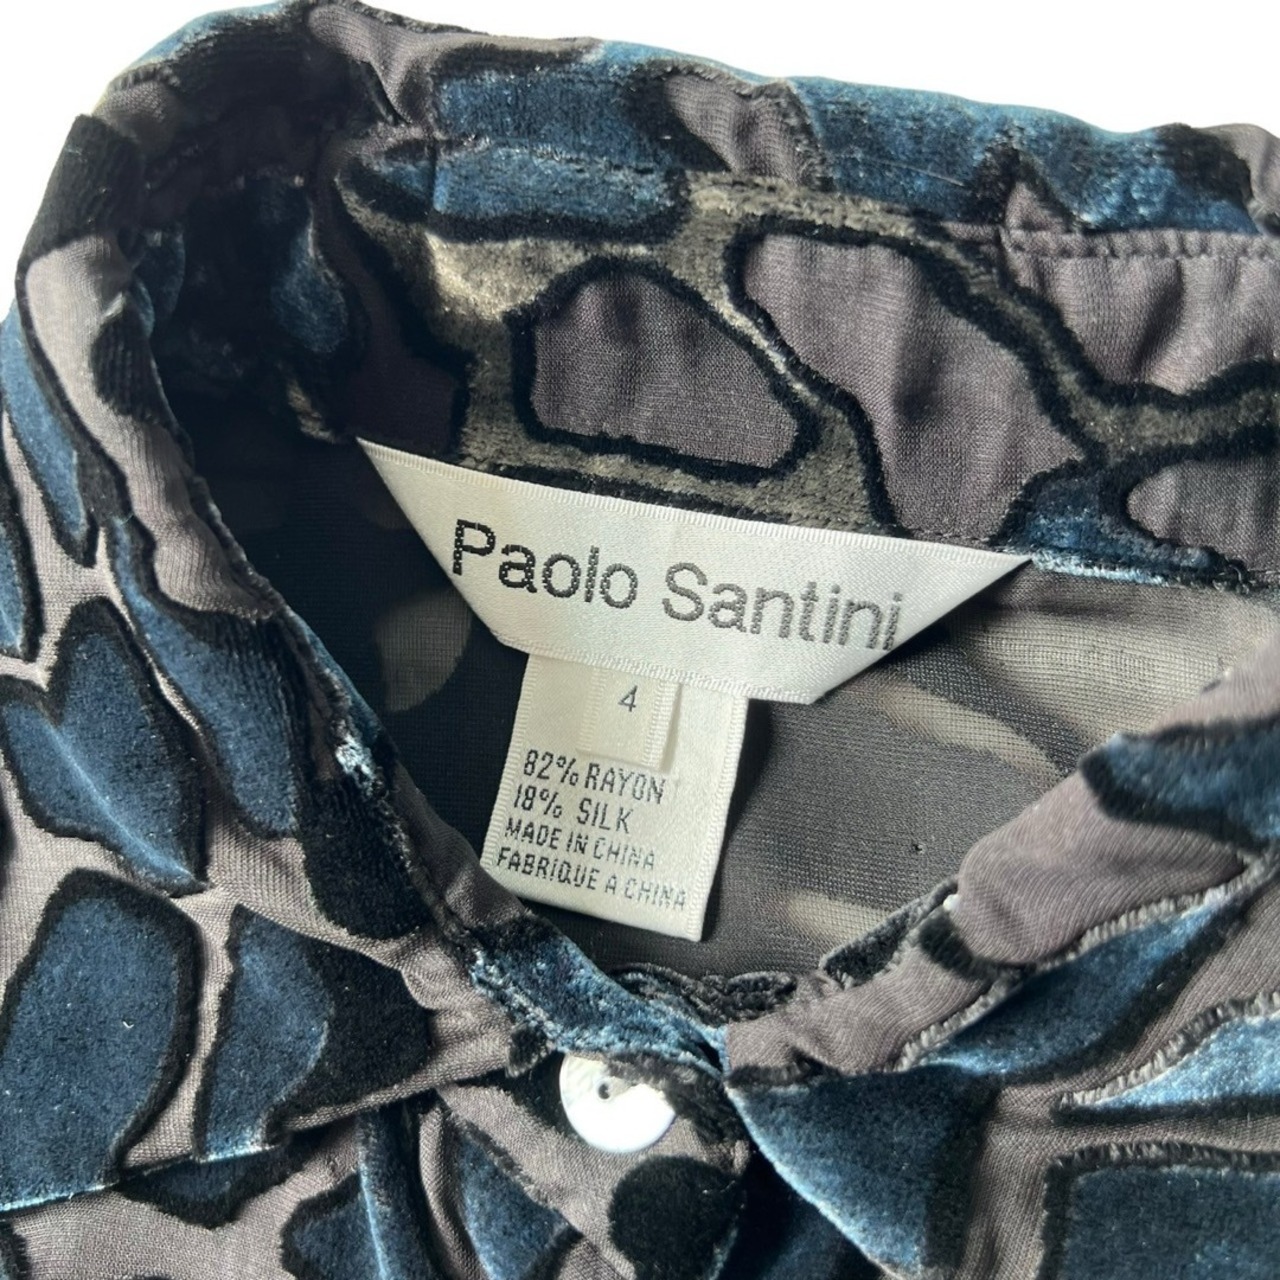 Paolo Santini
4
82% RAYON
18% SILK
MADE IN CHINA
FABRIQUE A CHINA